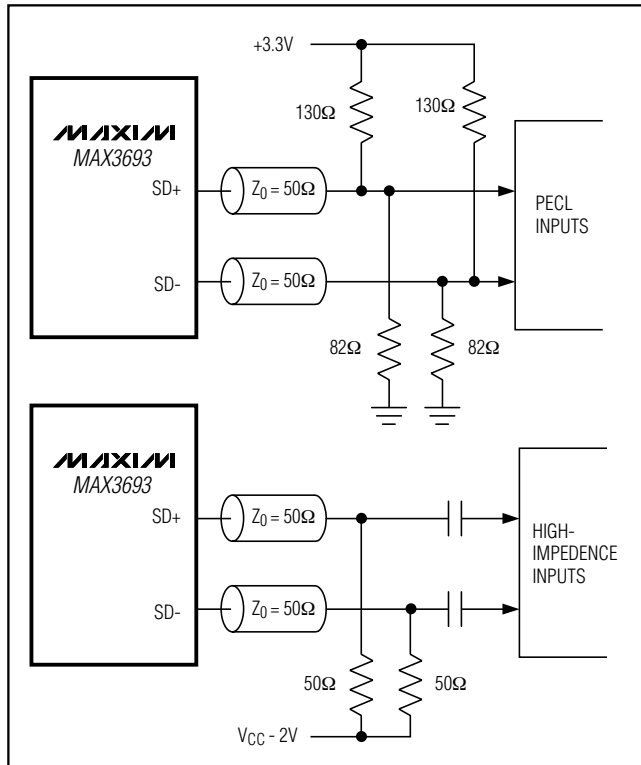 +3.3V
130Ω
130Ω
MAXIM
MAX3693
SD+
Z0 = 50Ω
PECL
INPUTS
SD-
Z0 = 50Ω
82Ω
82Ω
MAXIM
MAX3693
SD+
Z0 = 50Ω
HIGH-
IMPEDENCE
INPUTS
SD-
Z0 = 50Ω
50Ω
50Ω
VCC - 2V